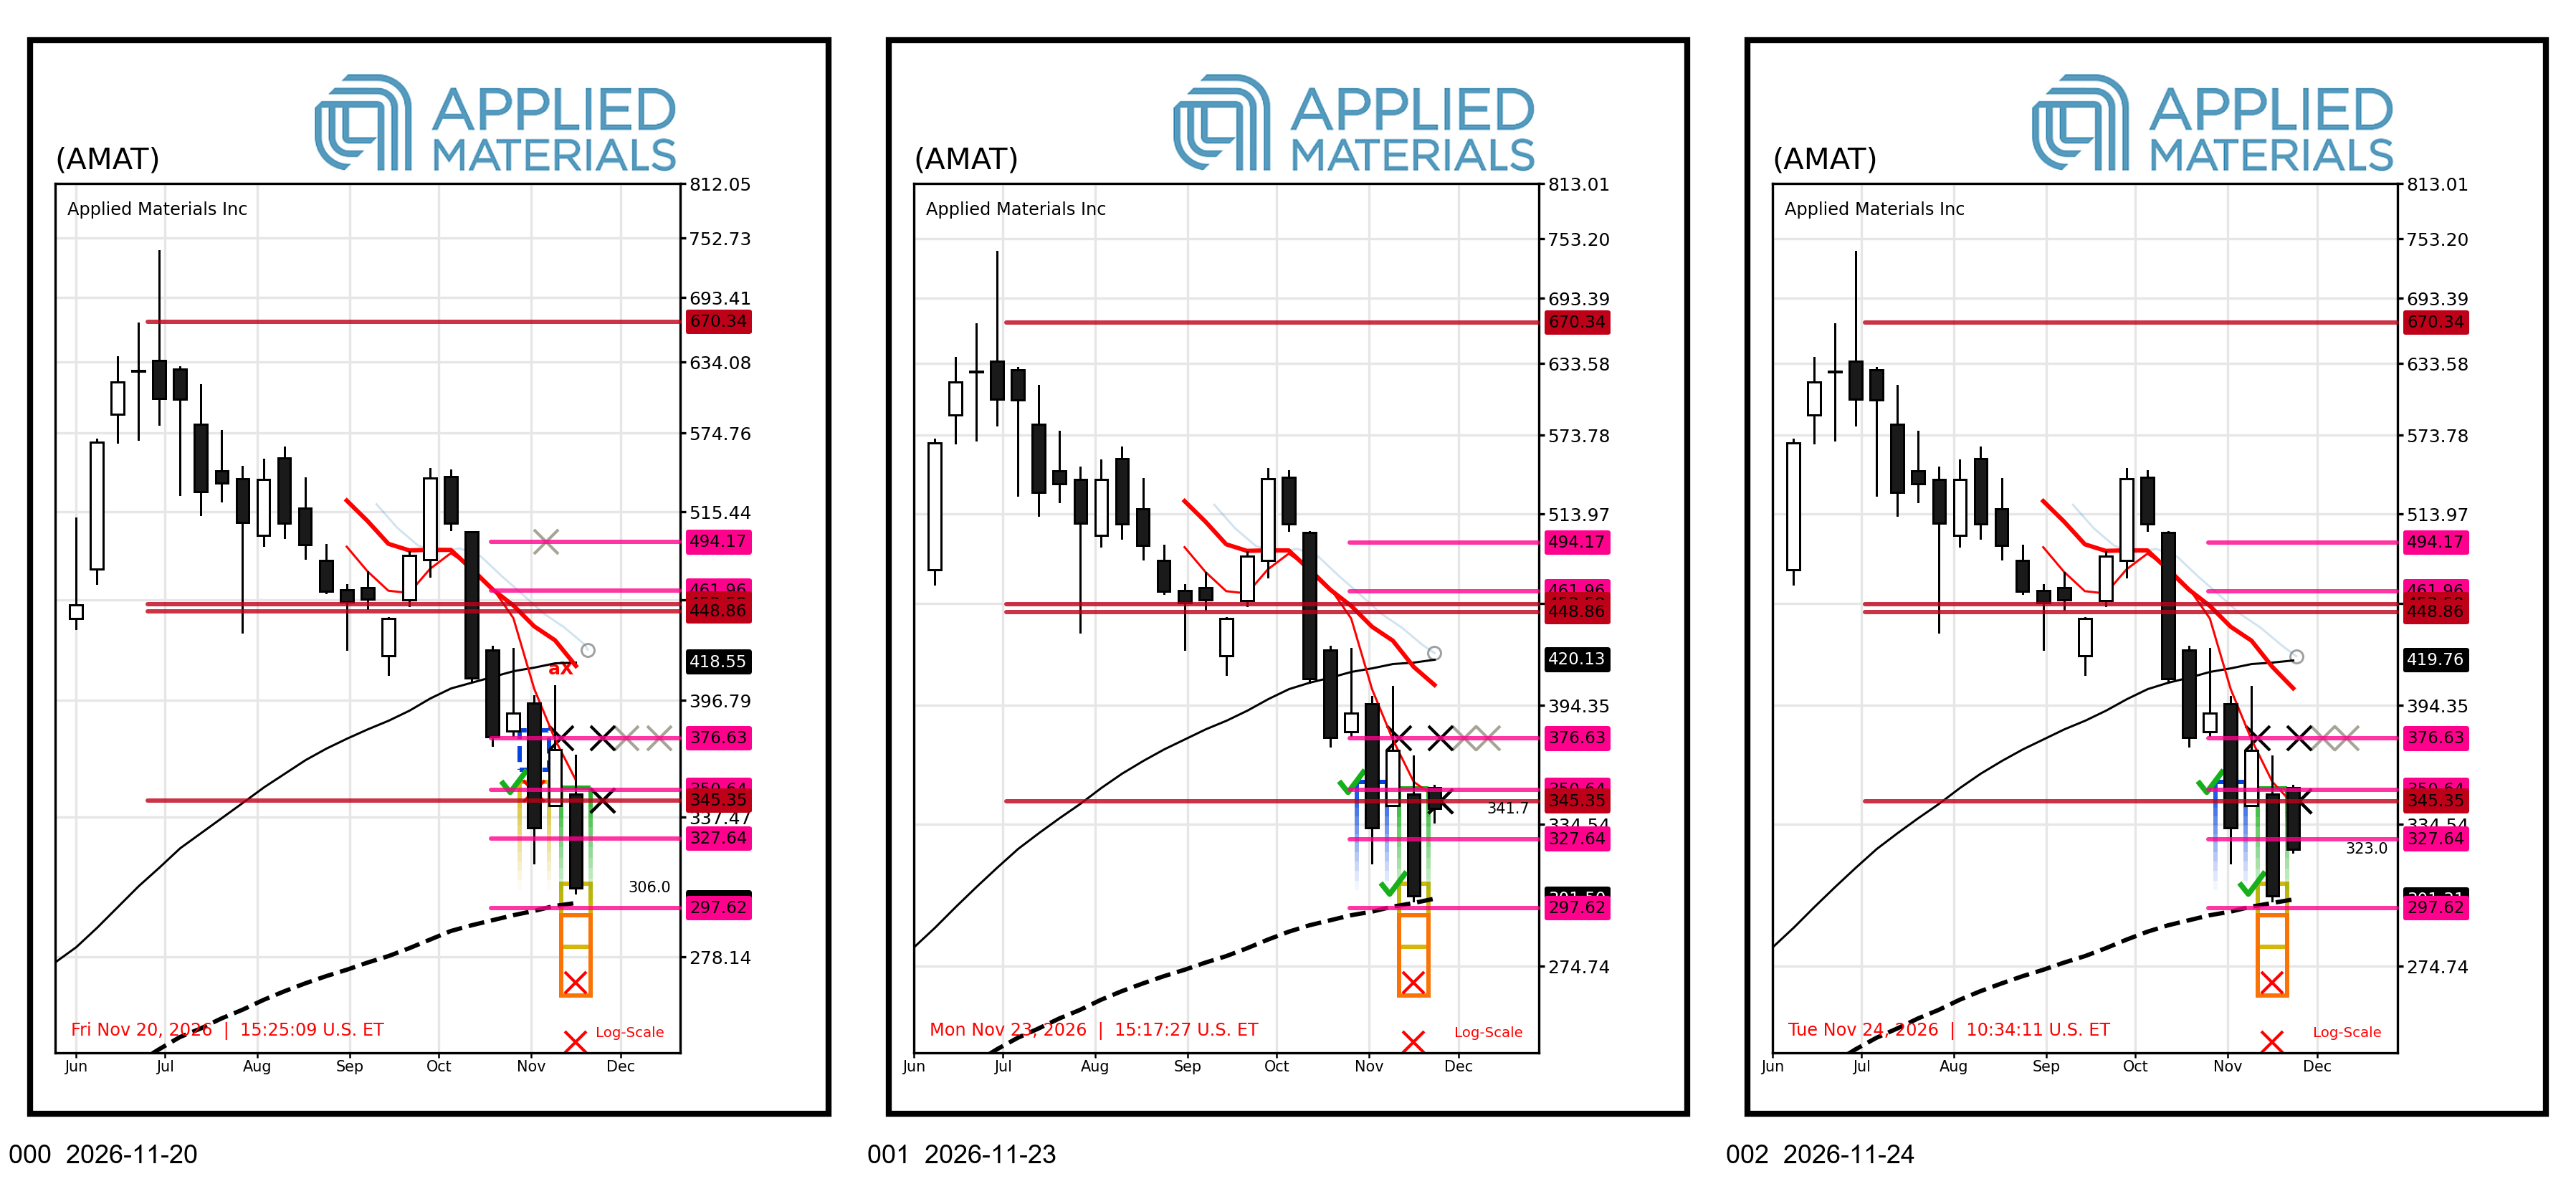 APPLIED
MATERIALS
(AMAT)
Applied Materials Inc
812.05
752.73
693.41
670.34
634.08
574.76
515.44
494.17
461.96
448.86
418.55
396.79
aX
376.63
345.35
337.47
327.64
306.0
297.62
278.14
Fri Nov 20, 2026 | 15:25:09 U.S. ET
Log-Scale
Jun Jul Aug Sep Oct Nov Dec
000 2026-11-20
APPLIED
MATERIALS
(AMAT)
Applied Materials Inc
813.01
753.20
693.39
670.34
633.58
573.78
513.97
494.17
461.96
448.86
420.13
394.35
376.63
345.35
341.7
334.54
327.64
297.62
274.74
Mon Nov 23, 2026 | 15:17:27 U.S. ET
Log-Scale
Jun Jul Aug Sep Oct Nov Dec
001 2026-11-23
APPLIED
MATERIALS
(AMAT)
Applied Materials Inc
813.01
753.20
693.39
670.34
633.58
573.78
513.97
494.17
461.96
448.86
419.76
394.35
376.63
345.35
334.54
327.64
323.0
297.62
274.74
Tue Nov 24, 2026 | 10:34:11 U.S. ET
Log-Scale
Jun Jul Aug Sep Oct Nov Dec
002 2026-11-24